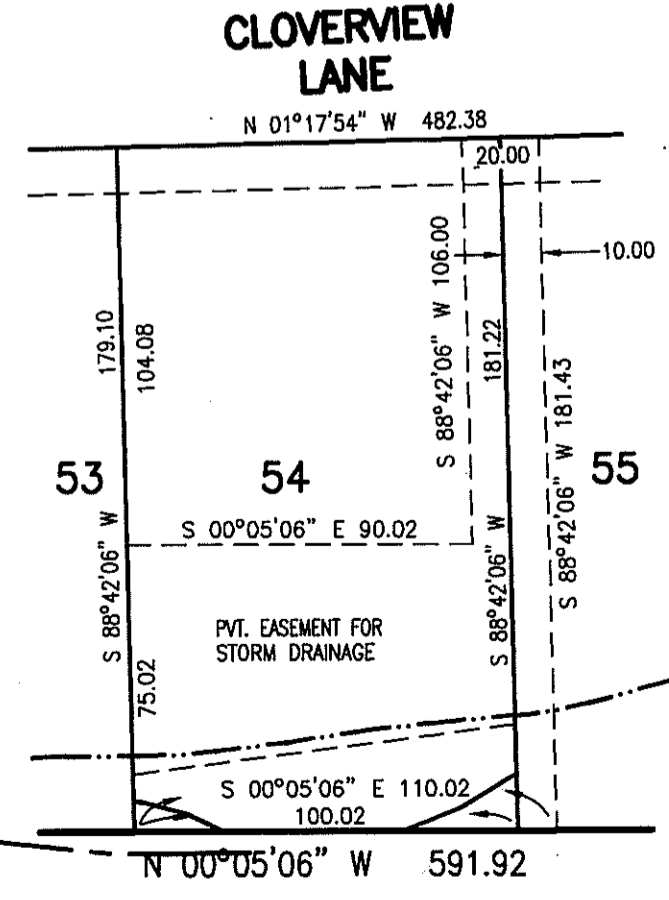 CLOVERVIEW
LANE
N 01°17'54" W 482.38
20.00
10.00
S 88°42'06" W 106.00
179.10
104.08
181.22
S 88°42'06" W 181.43
53
54
55
S 00°05'06" E 90.02
S 88°42'06" W
S 88°42'06" W
PVT. EASEMENT FOR
STORM DRAINAGE
75.02
S 00°05'06" E 110.02
100.02
N 00°05'06" W 591.92